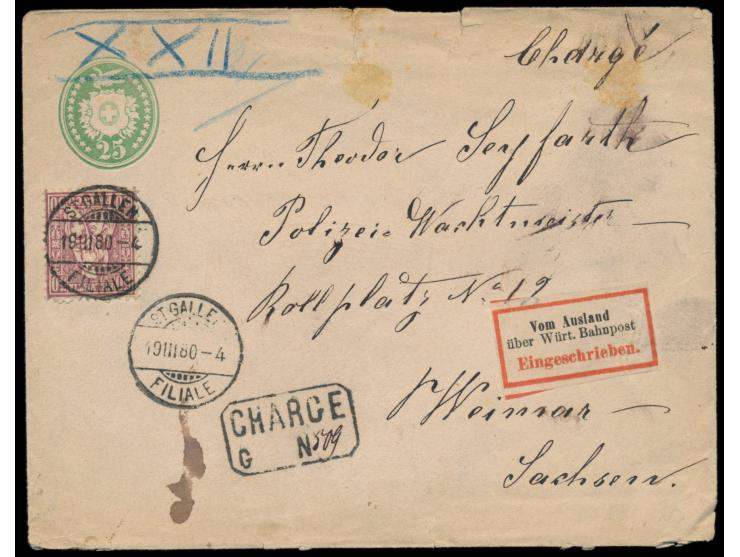 XXII
Chargé
25
Herrn Theodor Seyfarth
Polizei-Wachtmeister
Rollplatz No 12
Weimar
Sachsen.
ST. GALLEN
19 III 80-4
FILIALE
ST. GALLEN
19 III 80-4
FILIALE
CHARGE
G N 509
Vom Ausland
über Würt. Bahnpost
Eingeschrieben.